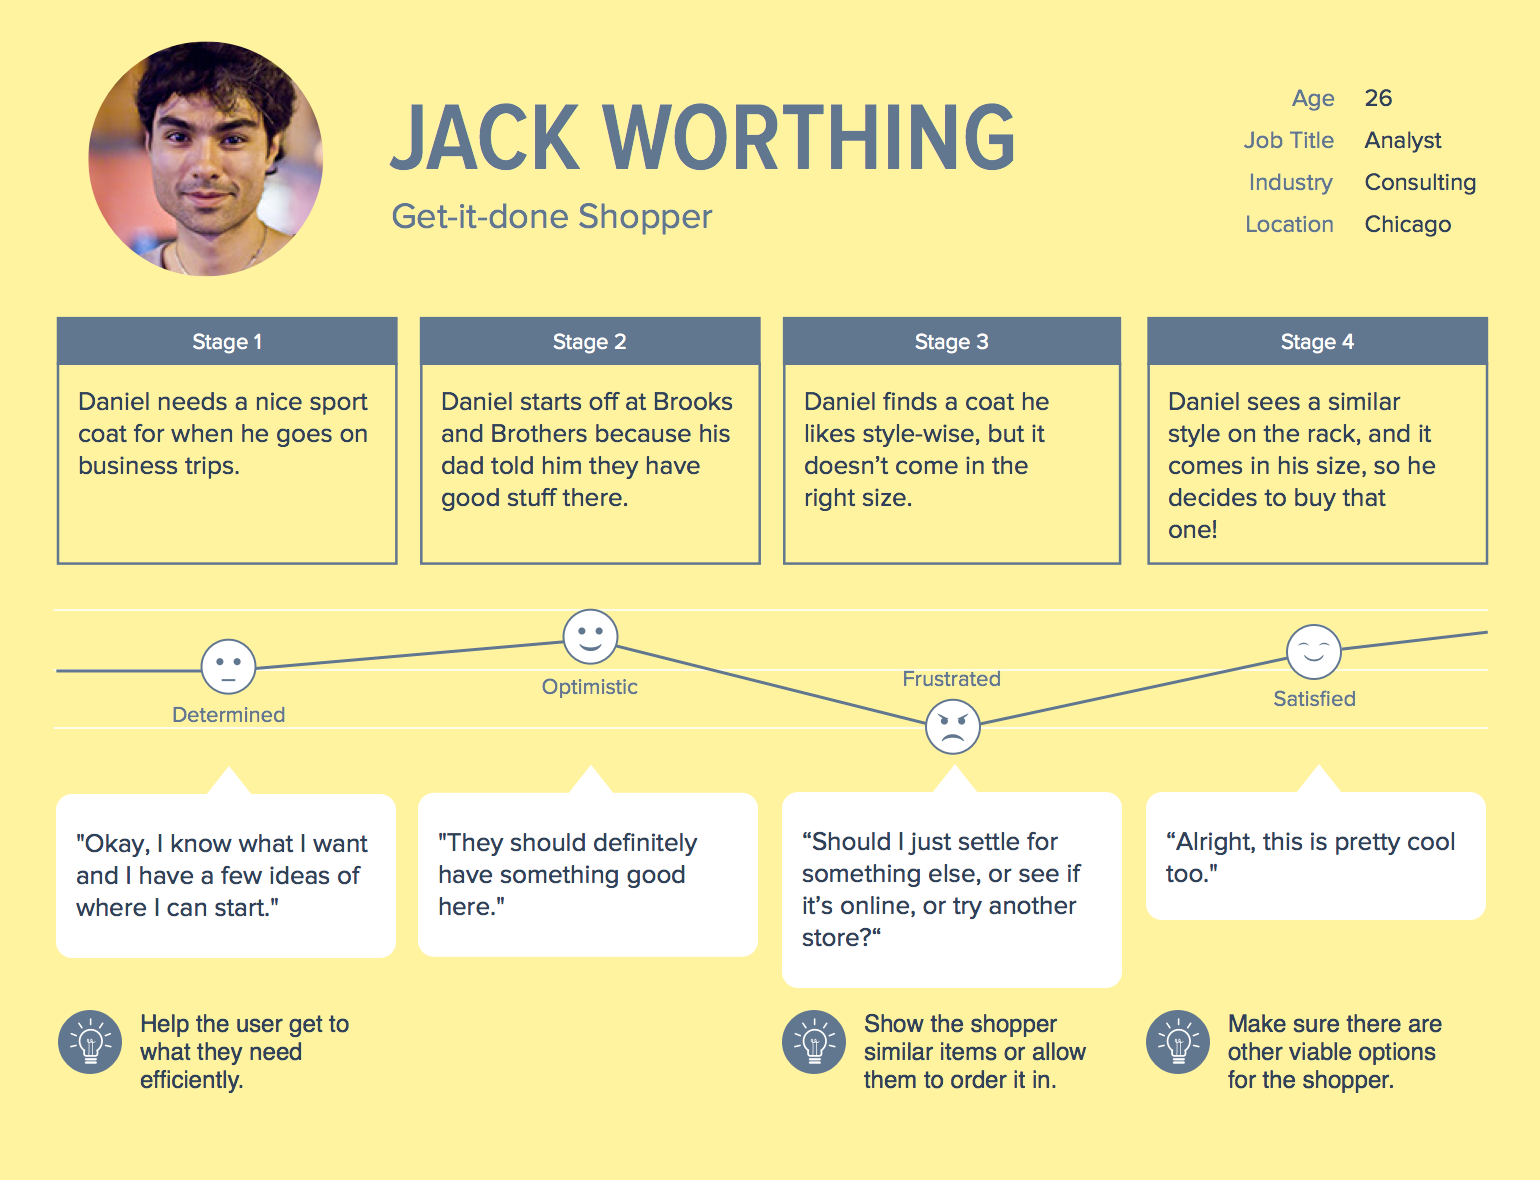 JACK WORTHING
Get-it-done Shopper
Age 26
Job Title Analyst
Industry Consulting
Location Chicago
Stage 1
Daniel needs a nice sport
coat for when he goes on
business trips.
Stage 2
Daniel starts off at Brooks
and Brothers because his
dad told him they have
good stuff there.
Stage 3
Daniel finds a coat he
likes style-wise, but it
doesn’t come in the
right size.
Stage 4
Daniel sees a similar
style on the rack, and it
comes in his size, so he
decides to buy that
one!
Determined
Optimistic
Frustrated
Satisfied
"Okay, I know what I want
and I have a few ideas of
where I can start."
"They should definitely
have something good
here."
“Should I just settle for
something else, or see if
it’s online, or try another
store?“
“Alright, this is pretty cool
too."
Help the user get to
what they need
efficiently.
Show the shopper
similar items or allow
them to order it in.
Make sure there are
other viable options
for the shopper.